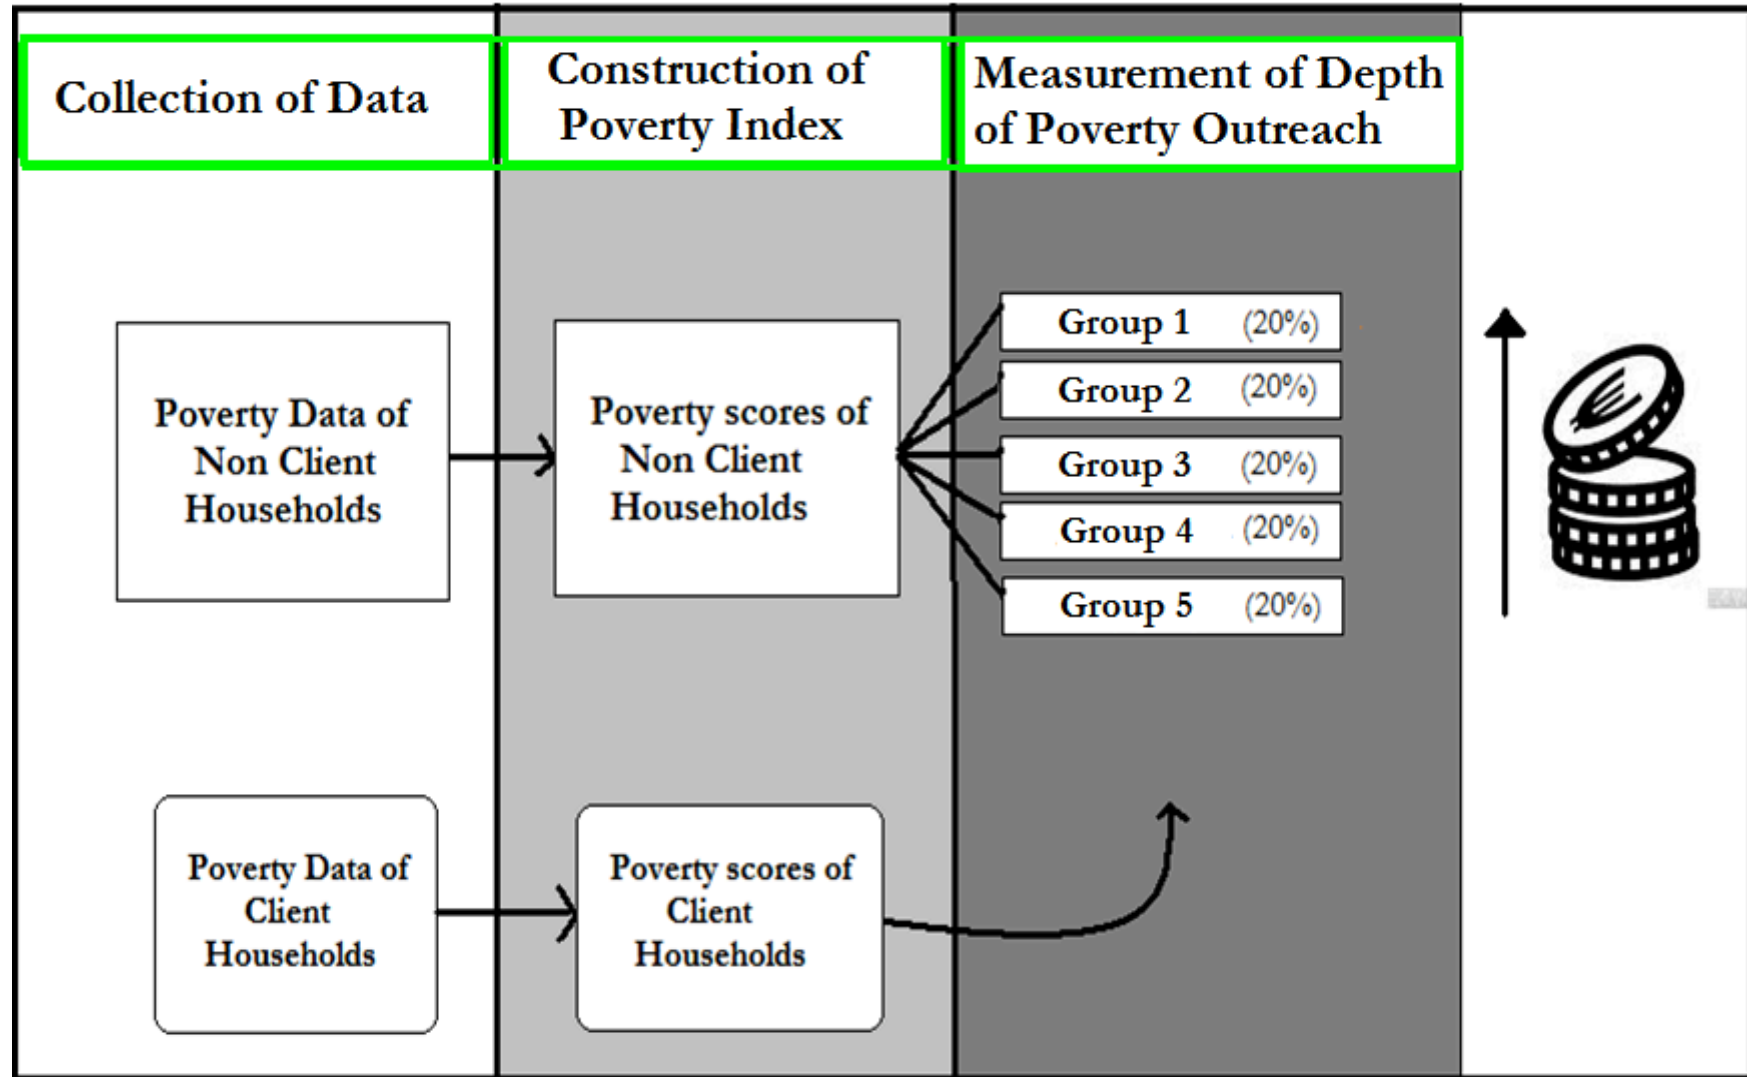 Collection of Data
Construction of
Poverty Index
Measurement of Depth
of Poverty Outreach
Poverty Data of
Non Client
Households
Poverty scores of
Non Client
Households
Group 1 (20%)
Group 2 (20%)
Group 3 (20%)
Group 4 (20%)
Group 5 (20%)
Poverty Data of
Client
Households
Poverty scores of
Client
Households